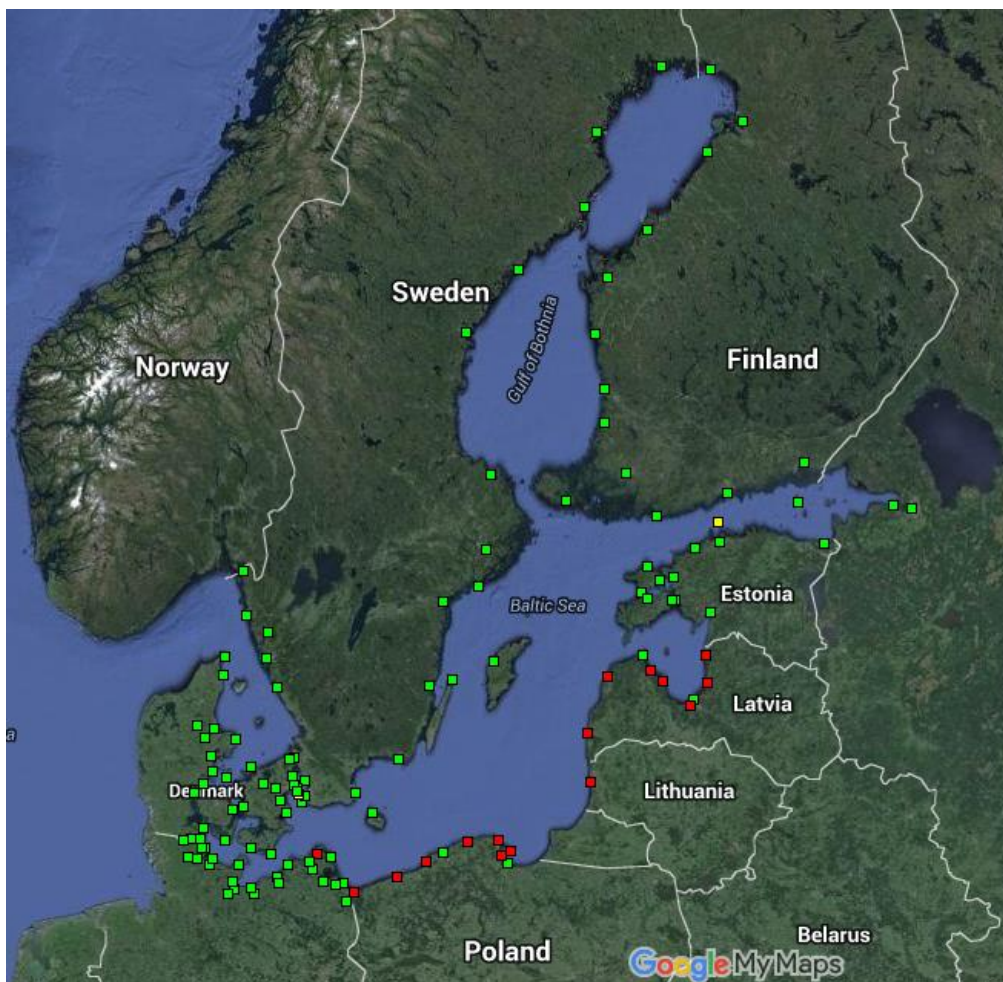 Sweden
Gulf of Bothnia
Norway
Finland
Estonia
Baltic Sea
Latvia
a
Denmark
Lithuania
Belarus
Poland
Google My Maps